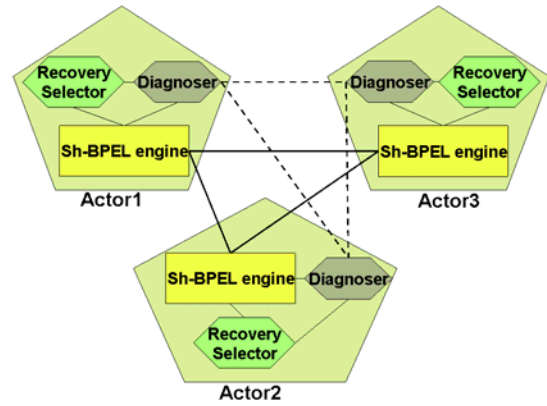 Recovery
Selector
Diagnoser
Sh-BPEL engine
Actor1
Diagnoser
Recovery
Selector
Sh-BPEL engine
Actor3
Sh-BPEL engine
Diagnoser
Recovery
Selector
Actor2